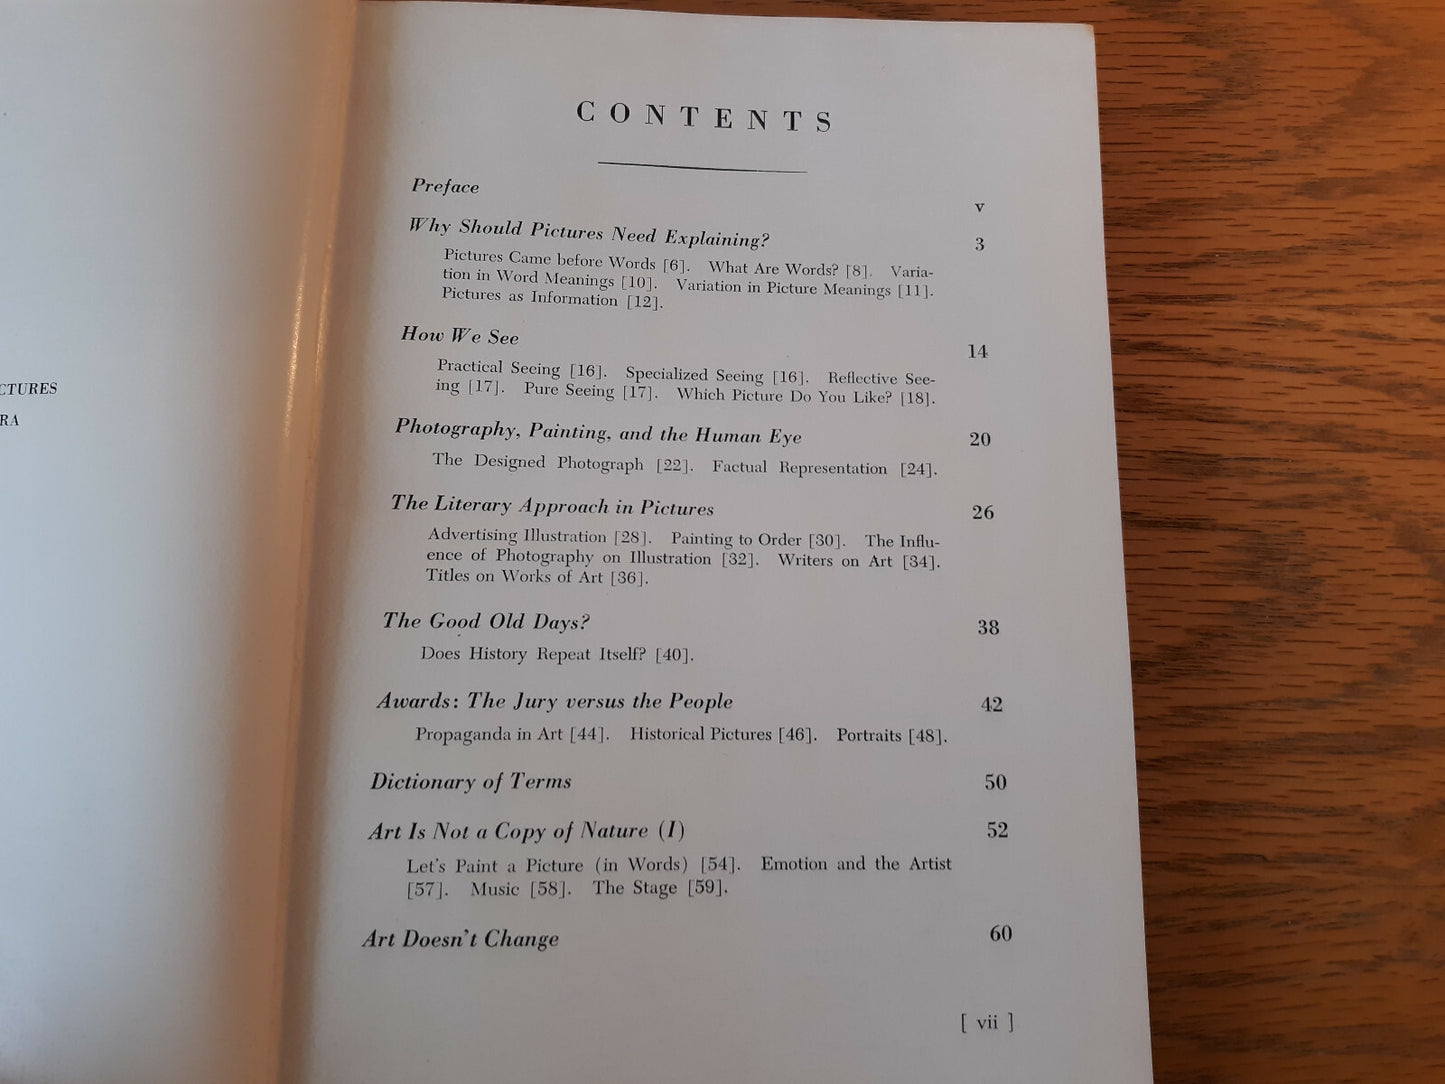 CTURES
RA
CONTENTS
Preface v
Why Should Pictures Need Explaining? 3
Pictures Came before Words [6]. What Are Words? [8]. Varia-
tion in Word Meanings [10]. Variation in Picture Meanings [11].
Pictures as Information [12].
How We See 14
Practical Seeing [16]. Specialized Seeing [16]. Reflective See-
ing [17]. Pure Seeing [17]. Which Picture Do You Like? [18].
Photography, Painting, and the Human Eye 20
The Designed Photograph [22]. Factual Representation [24].
The Literary Approach in Pictures 26
Advertising Illustration [28]. Painting to Order [30]. The Influ-
ence of Photography on Illustration [32]. Writers on Art [34].
Titles on Works of Art [36].
The Good Old Days? 38
Does History Repeat Itself? [40].
Awards: The Jury versus the People 42
Propaganda in Art [44]. Historical Pictures [46]. Portraits [48].
Dictionary of Terms 50
Art Is Not a Copy of Nature (I) 52
Let's Paint a Picture (in Words) [54]. Emotion and the Artist
[57]. Music [58]. The Stage [59].
Art Doesn't Change 60
[ vii ]